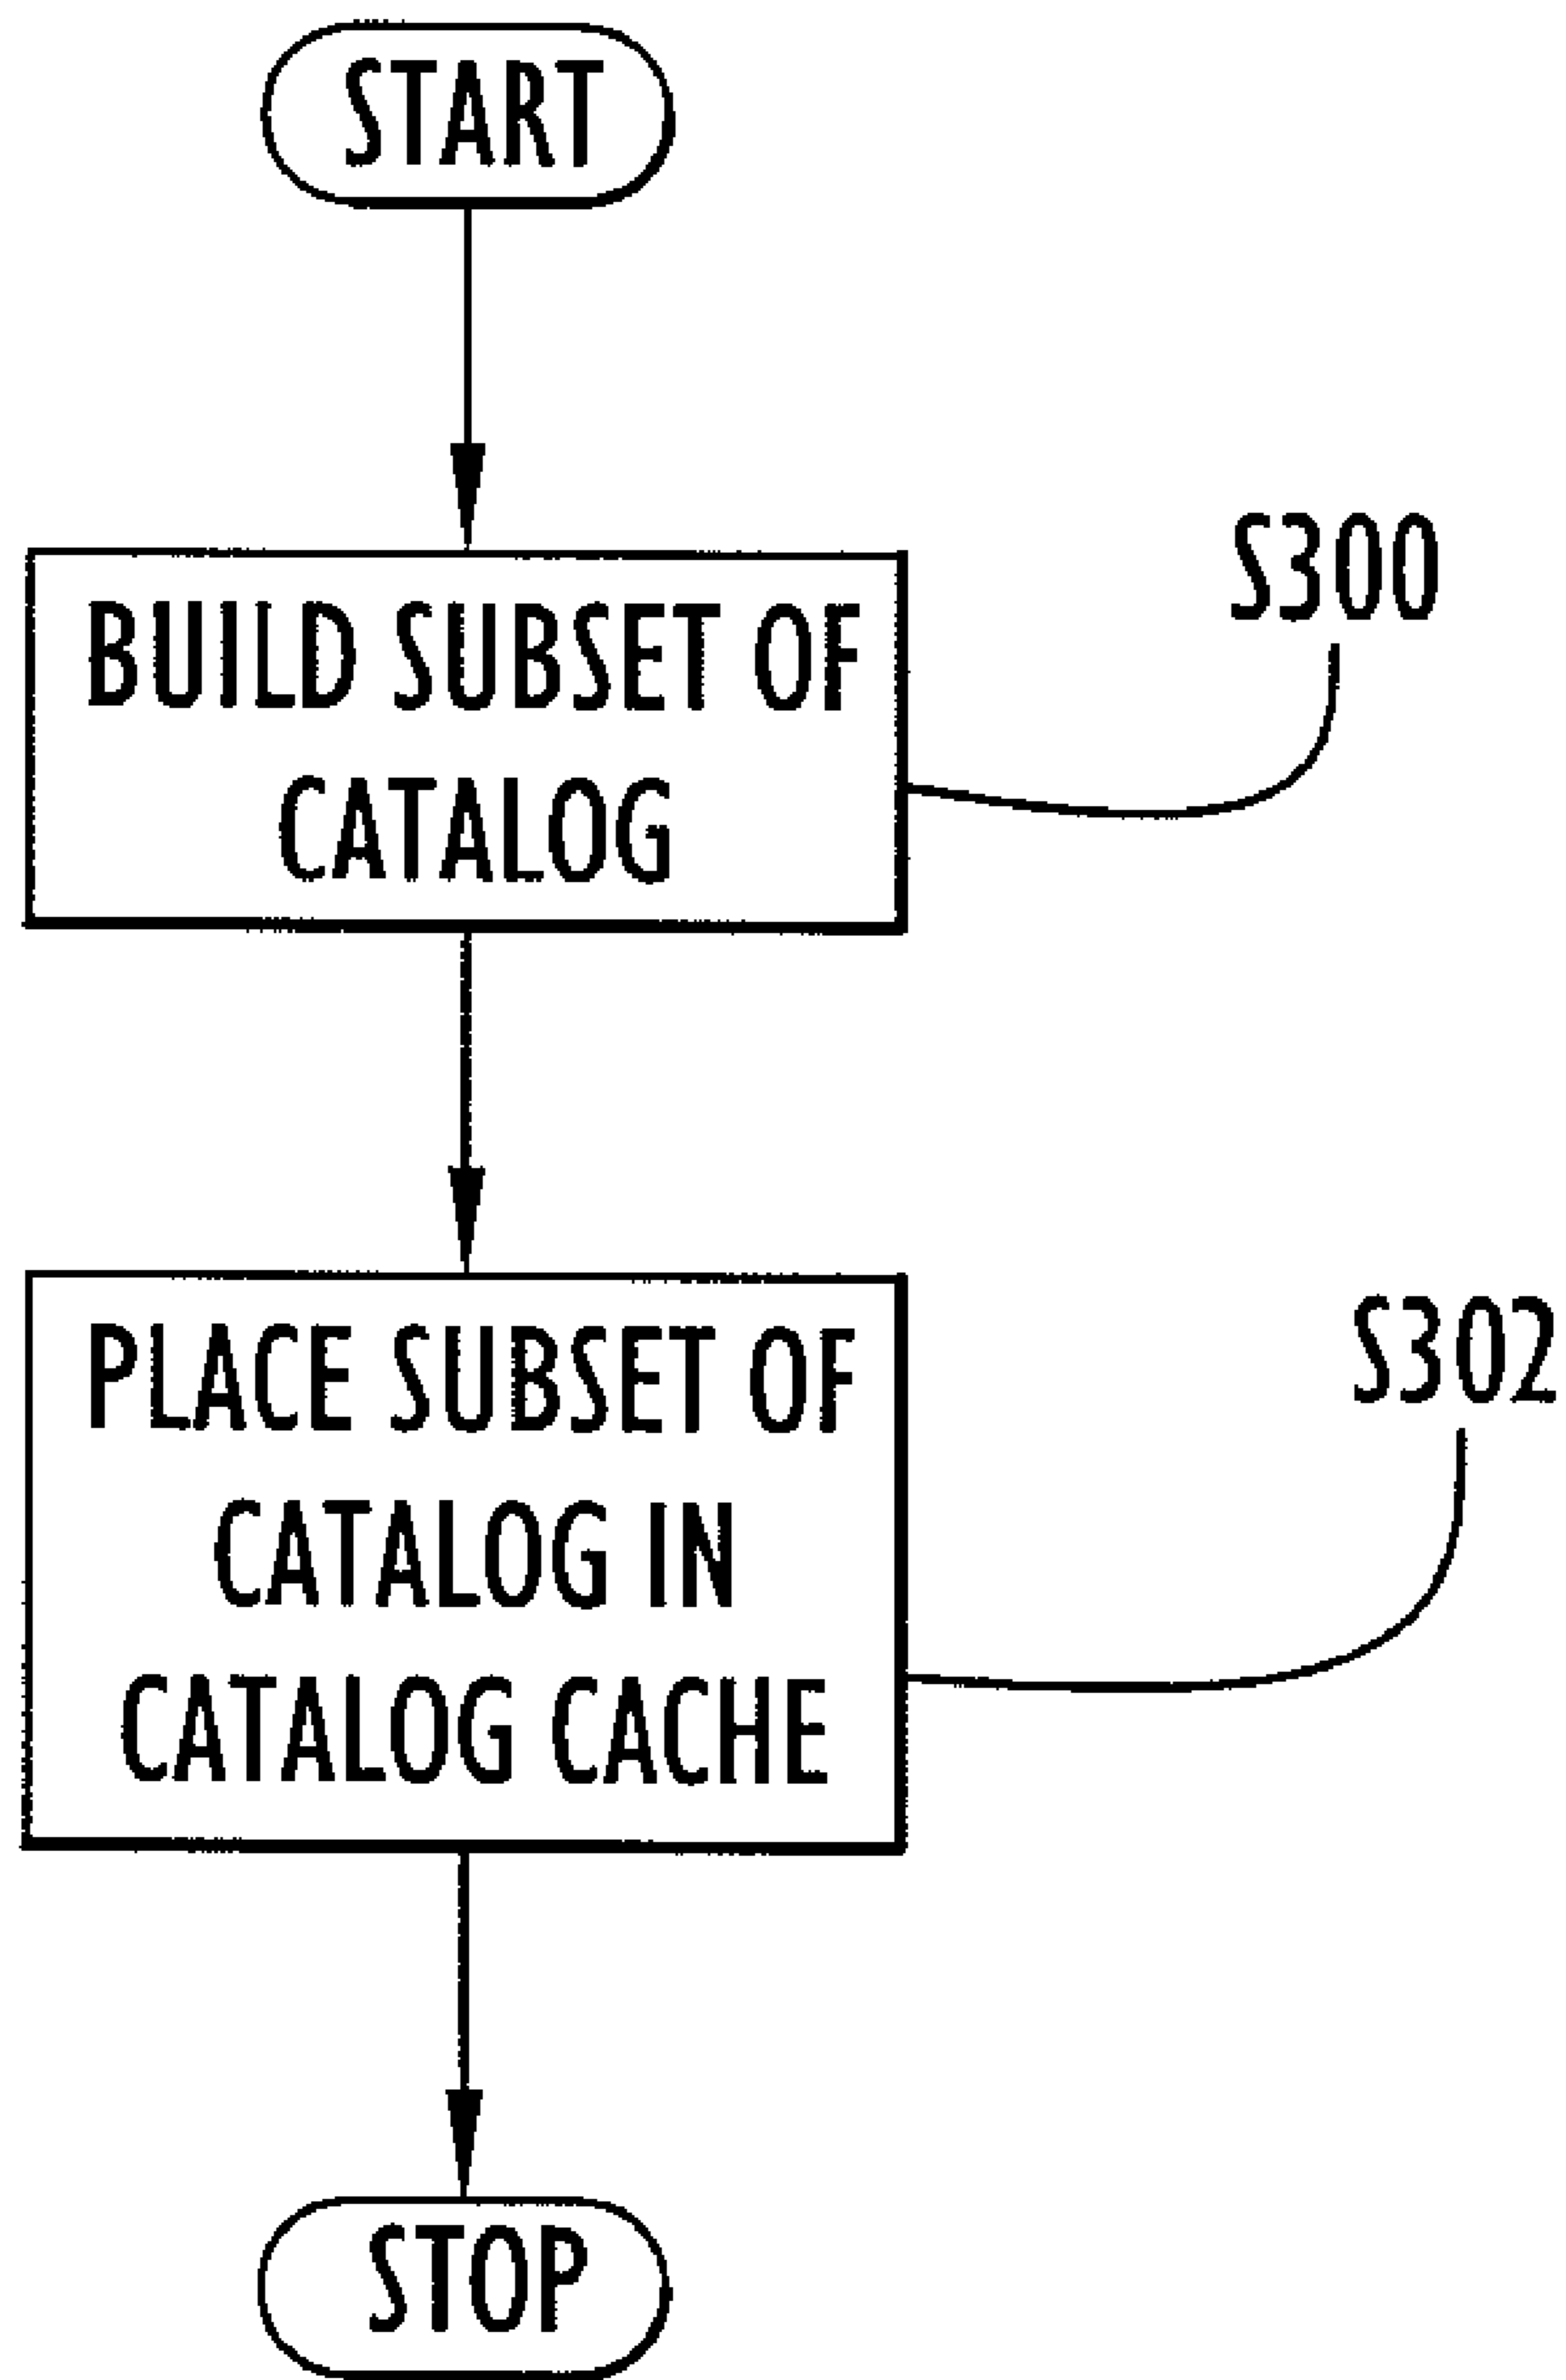 START
S300
BUILD SUBSET OF
CATALOG
S302
PLACE SUBSET OF
CATALOG IN
CATALOG CACHE
STOP